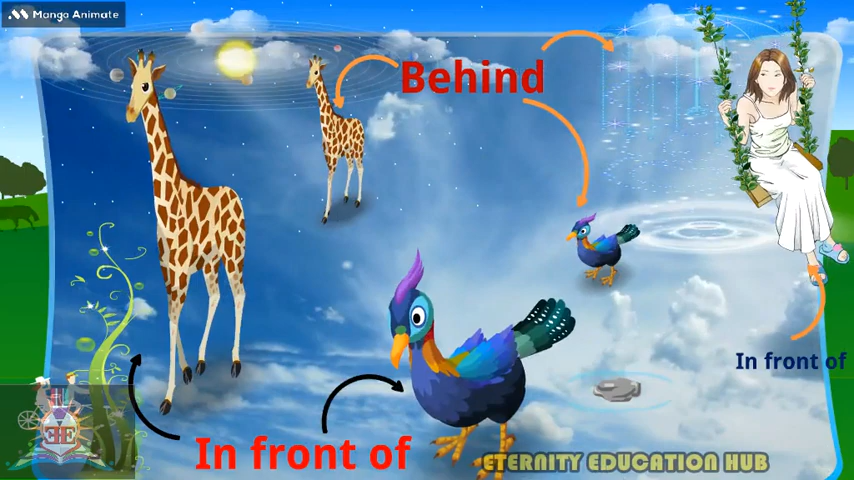 Mango Animate
Behind
In front of
In front of
ETERNITY EDUCATION HUB